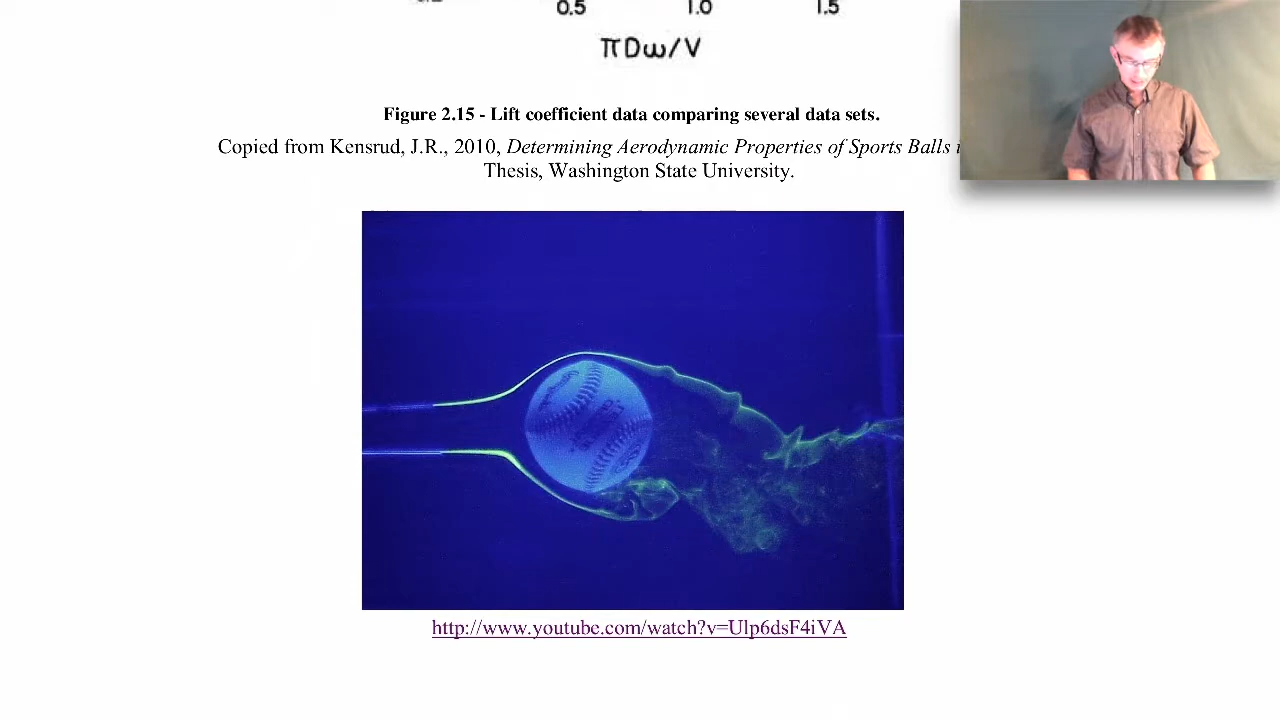 0.5 1.0 1.5
πDω/V
Figure 2.15 - Lift coefficient data comparing several data sets.
Copied from Kensrud, J.R., 2010, Determining Aerodynamic Properties of Sports Balls
Thesis, Washington State University.
http://www.youtube.com/watch?v=Ulp6dsF4iVA